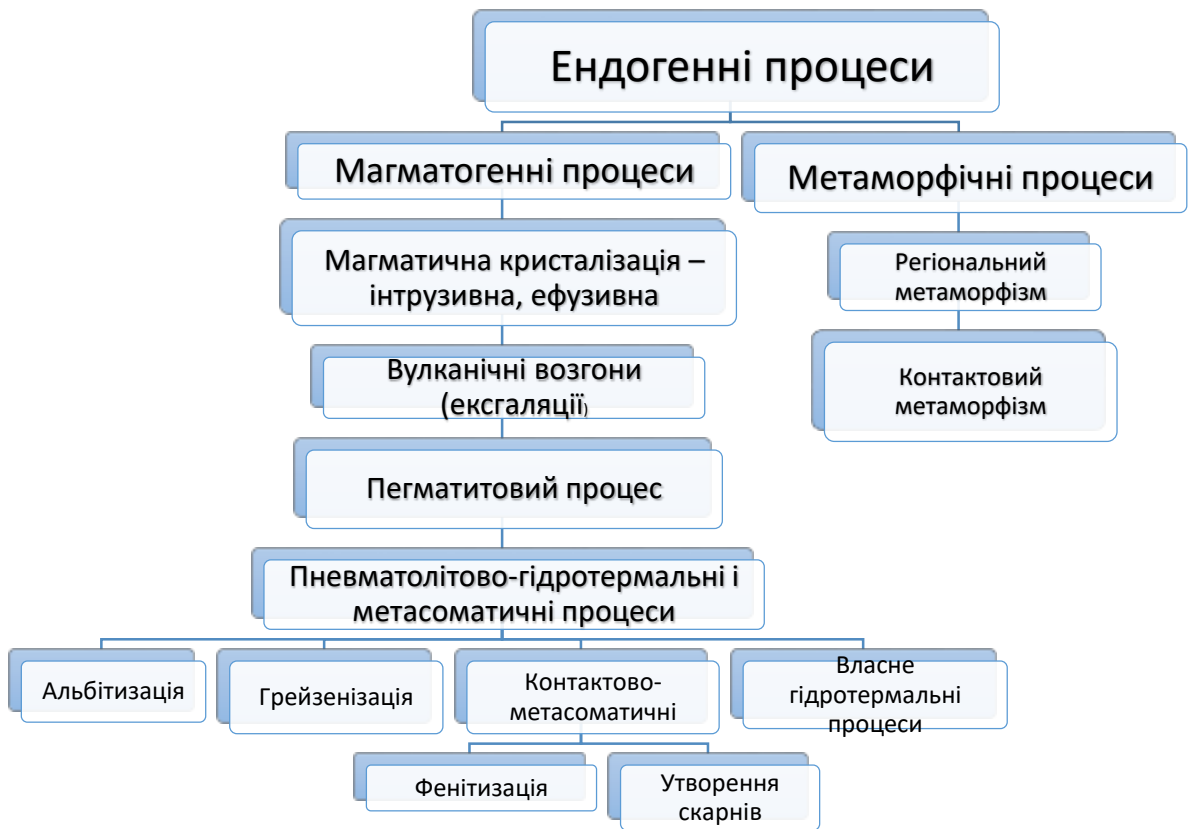 Ендогенні процеси
Магматогенні процеси
Метаморфічні процеси
Магматична кристалізація –
інтрузивна, ефузивна
Регіональний
метаморфізм
Вулканічні возгони
(ексгаляції)
Контактовий
метаморфізм
Пегматитовий процес
Пневматолітово-гідротермальні і
метасоматичні процеси
Альбітизація
Грейзенізація
Контактово-
метасоматичні
Власне
гідротермальні
процеси
Фенітизація
Утворення
скарнів